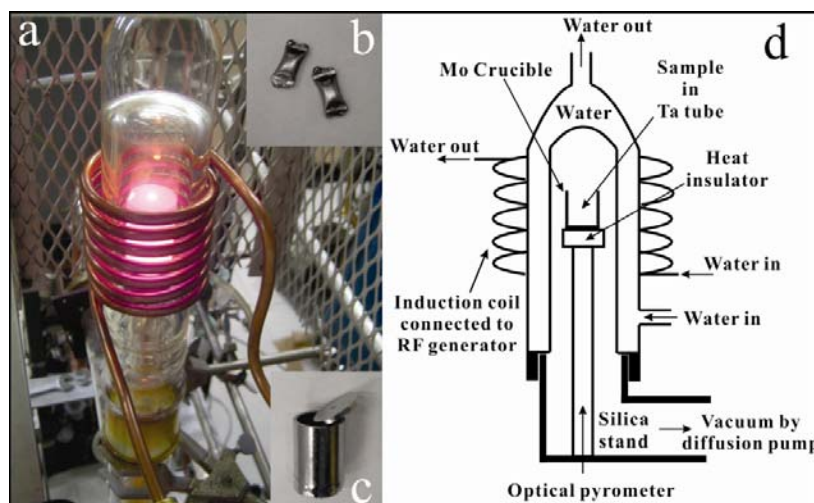 a
b
c
d
Water out
Mo Crucible
Sample
in
Ta tube
Water
Water out
Heat
insulator
Water in
Induction coil
connected to
RF generator
Water in
Silica
stand
Vacuum by
diffusion pump
Optical pyrometer